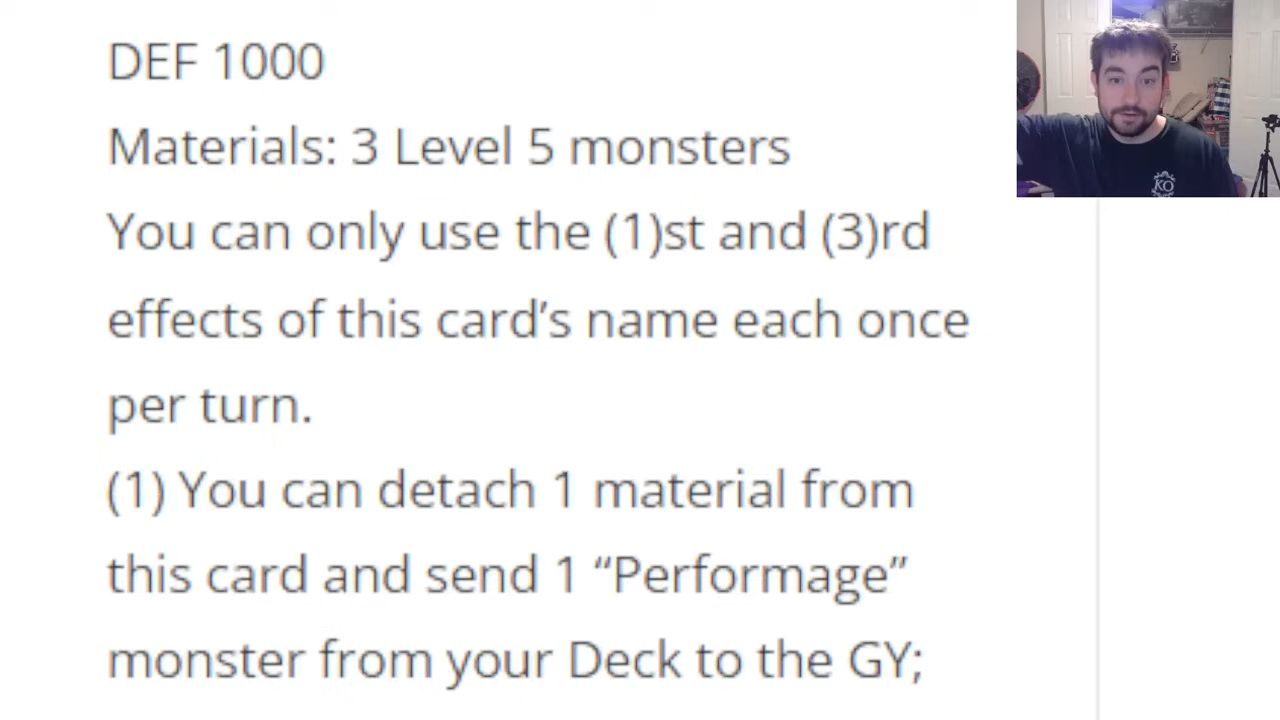 DEF 1000
Materials: 3 Level 5 monsters
You can only use the (1)st and (3)rd
effects of this card’s name each once
per turn.
(1) You can detach 1 material from
this card and send 1 “Performage”
monster from your Deck to the GY;
KO